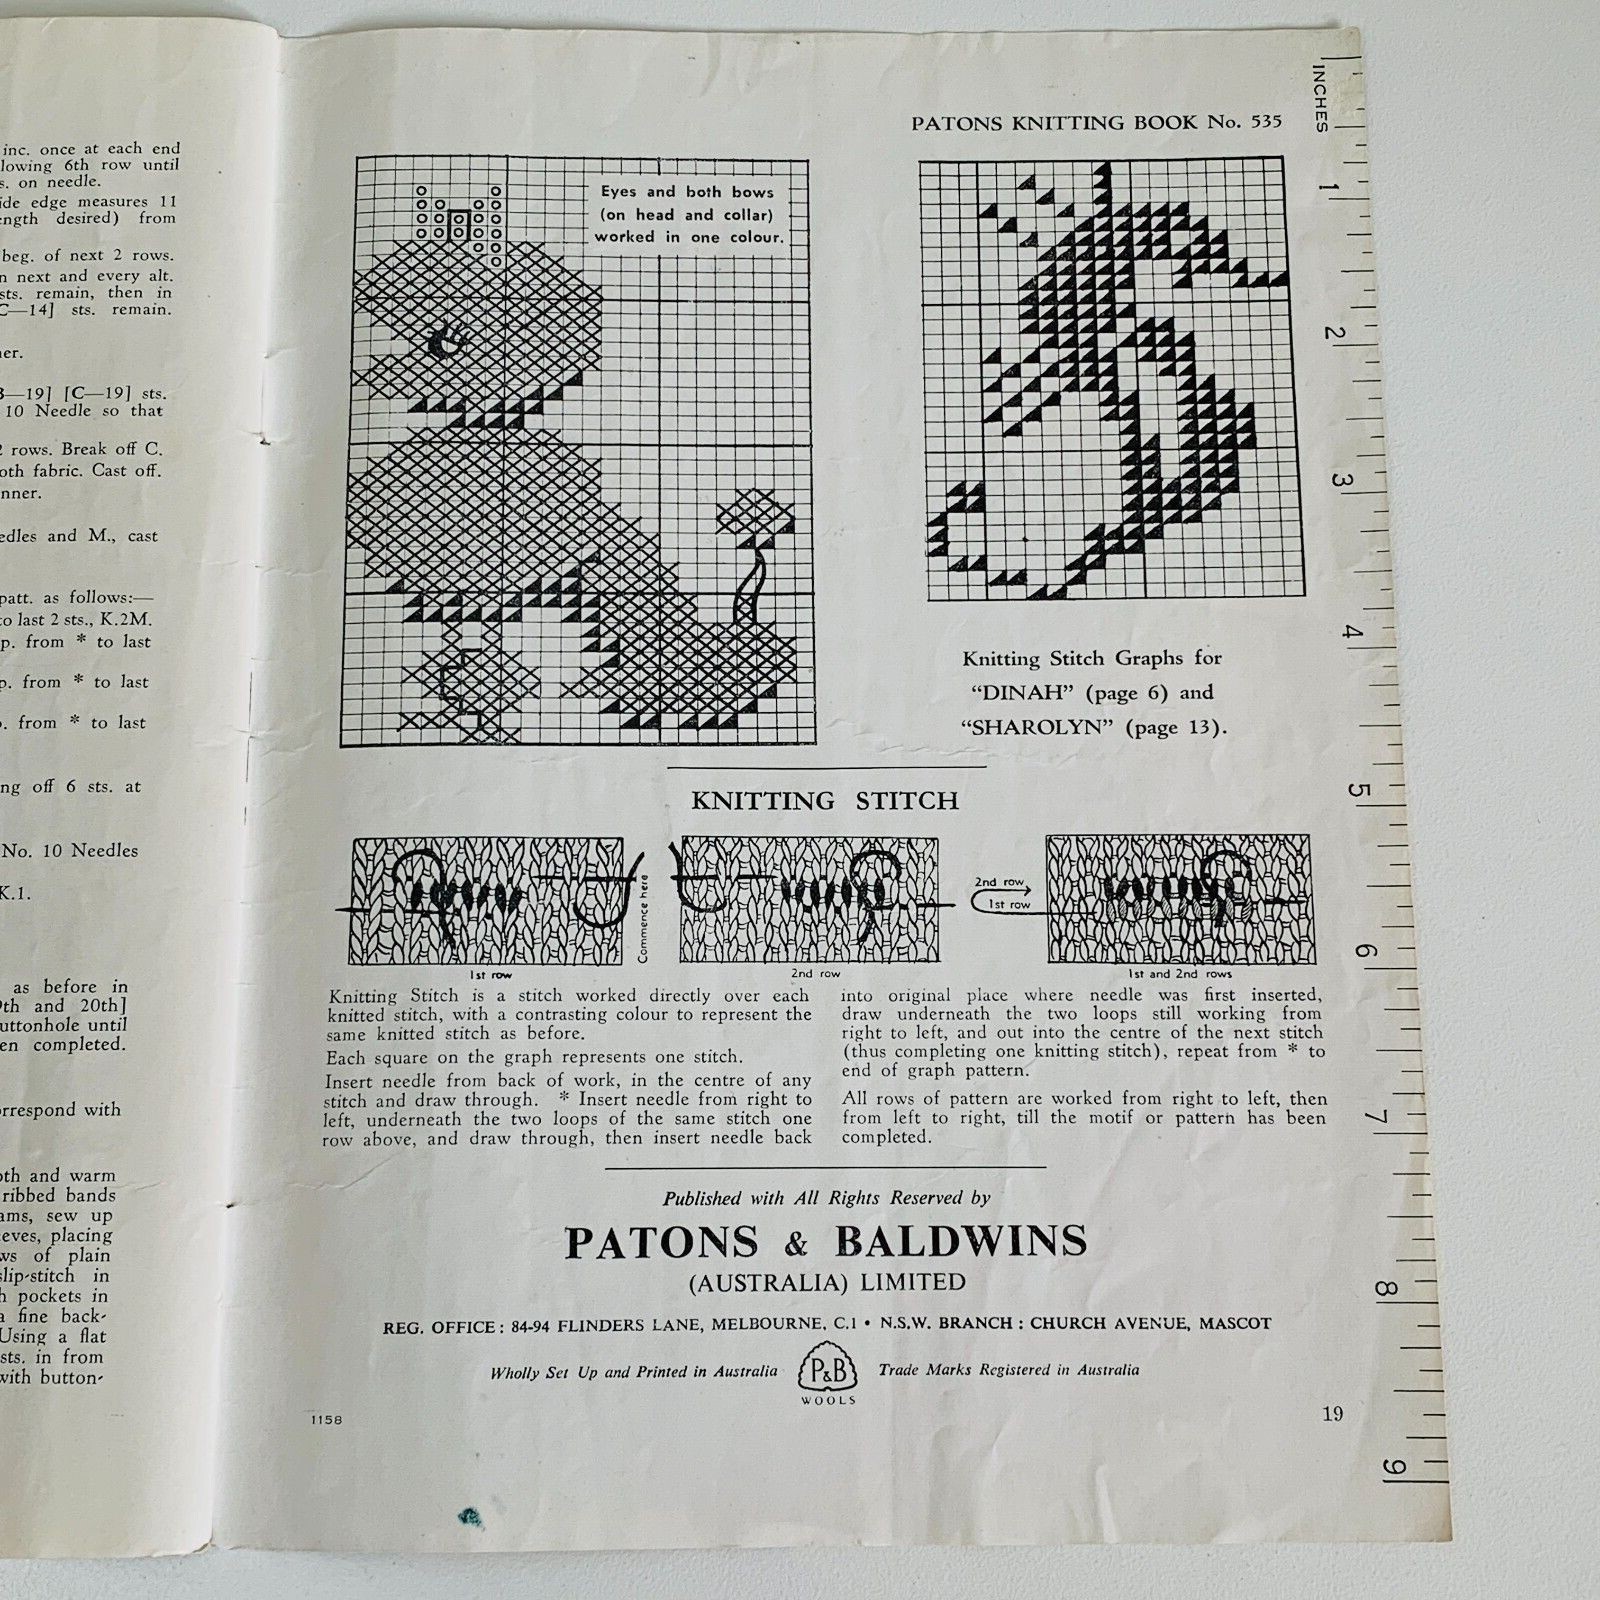 inc. once at each end
lowing 6th row until
s. on needle.
ide edge measures 11
ength desired) from
beg. of next 2 rows.
n next and every alt.
sts. remain, then in
C—14] sts. remain.
er.
B—19] [C—19] sts.
10 Needle so that
2 rows. Break off C.
oth fabric. Cast off.
nner.
edles and M., cast
patt. as follows:—
to last 2 sts., K.2M.
p. from * to last
p. from * to last
p. from * to last
ng off 6 sts. at
No. 10 Needles
K.1.
as before in
9th and 20th]
uttonhole until
en completed.
orrespond with
oth and warm
ribbed bands
ams, sew up
eeves, placing
ws of plain
slip-stitch in
h pockets in
a fine back-
Using a flat
sts. in from
with button-
PATONS KNITTING BOOK No. 535
Eyes and both bows
(on head and collar)
worked in one colour.
Knitting Stitch Graphs for
“DINAH” (page 6) and
“SHAROLYN” (page 13).
KNITTING STITCH
Commence here
2nd row
1st row
1st row
2nd row
1st and 2nd rows
Knitting Stitch is a stitch worked directly over each
knitted stitch, with a contrasting colour to represent the
same knitted stitch as before.
Each square on the graph represents one stitch.
Insert needle from back of work, in the centre of any
stitch and draw through. * Insert needle from right to
left, underneath the two loops of the same stitch one
row above, and draw through, then insert needle back
into original place where needle was first inserted,
draw underneath the two loops still working from
right to left, and out into the centre of the next stitch
(thus completing one knitting stitch), repeat from * to
end of graph pattern.
All rows of pattern are worked from right to left, then
from left to right, till the motif or pattern has been
completed.
Published with All Rights Reserved by
PATONS & BALDWINS
(AUSTRALIA) LIMITED
REG. OFFICE : 84-94 FLINDERS LANE, MELBOURNE, C.1 • N.S.W. BRANCH : CHURCH AVENUE, MASCOT
Wholly Set Up and Printed in Australia
P&B
WOOLS
Trade Marks Registered in Australia
1158
19
INCHES
1
2
3
4
5
6
7
8
9